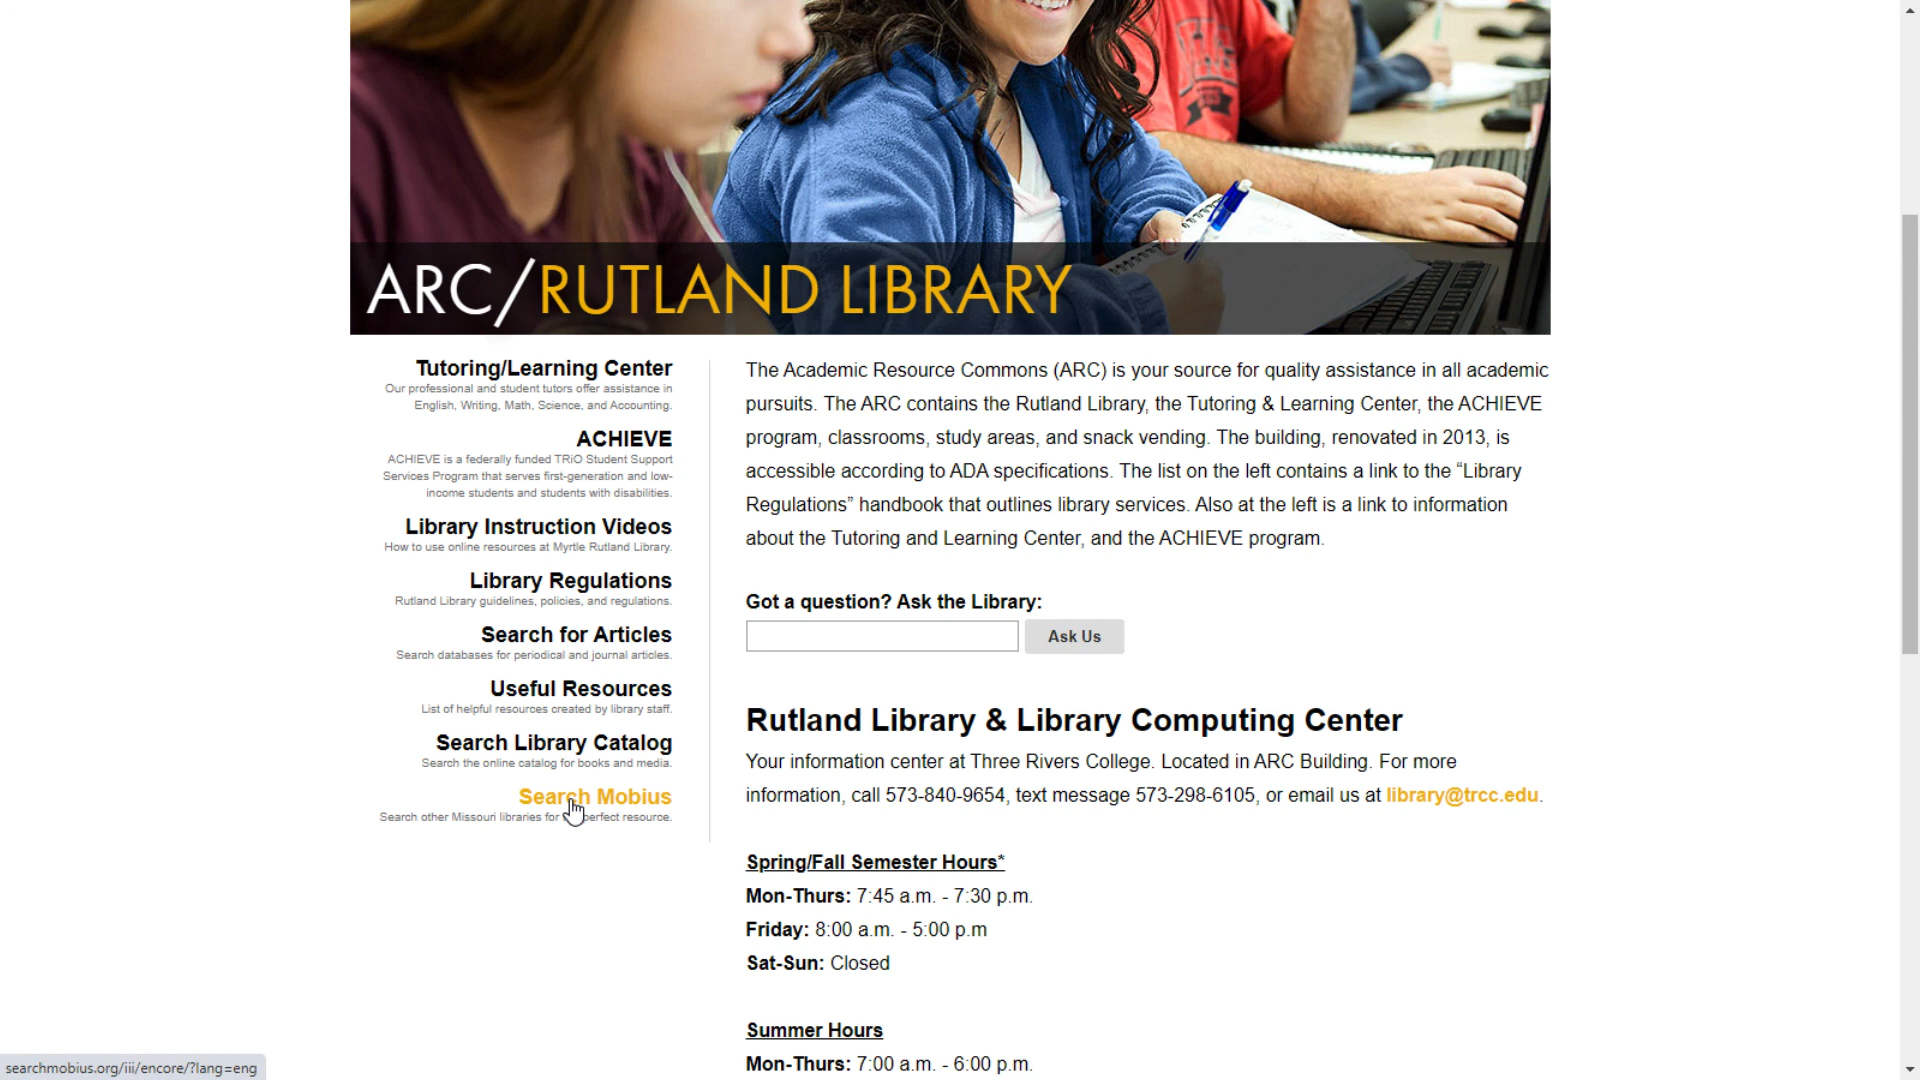 ARC/RUTLAND LIBRARY
Tutoring/Learning Center
Our professional and student tutors offer assistance in
English, Writing, Math, Science, and Accounting.
ACHIEVE
ACHIEVE is a federally funded TRiO Student Support
Services Program that serves first-generation and low-
income students and students with disabilities.
Library Instruction Videos
How to use online resources at Myrtle Rutland Library.
Library Regulations
Rutland Library guidelines, policies, and regulations.
Search for Articles
Search databases for periodical and journal articles.
Useful Resources
List of helpful resources created by library staff.
Search Library Catalog
Search the online catalog for books and media.
Search Mobius
Search other Missouri libraries for perfect resource.
The Academic Resource Commons (ARC) is your source for quality assistance in all academic
pursuits. The ARC contains the Rutland Library, the Tutoring & Learning Center, the ACHIEVE
program, classrooms, study areas, and snack vending. The building, renovated in 2013, is
accessible according to ADA specifications. The list on the left contains a link to the “Library
Regulations” handbook that outlines library services. Also at the left is a link to information
about the Tutoring and Learning Center, and the ACHIEVE program.
Got a question? Ask the Library:
Ask Us
Rutland Library & Library Computing Center
Your information center at Three Rivers College. Located in ARC Building. For more
information, call 573-840-9654, text message 573-298-6105, or email us at library@trcc.edu.
Spring/Fall Semester Hours*
Mon-Thurs: 7:45 a.m. - 7:30 p.m.
Friday: 8:00 a.m. - 5:00 p.m
Sat-Sun: Closed
Summer Hours
Mon-Thurs: 7:00 a.m. - 6:00 p.m.
searchmobius.org/iii/encore/?lang=eng